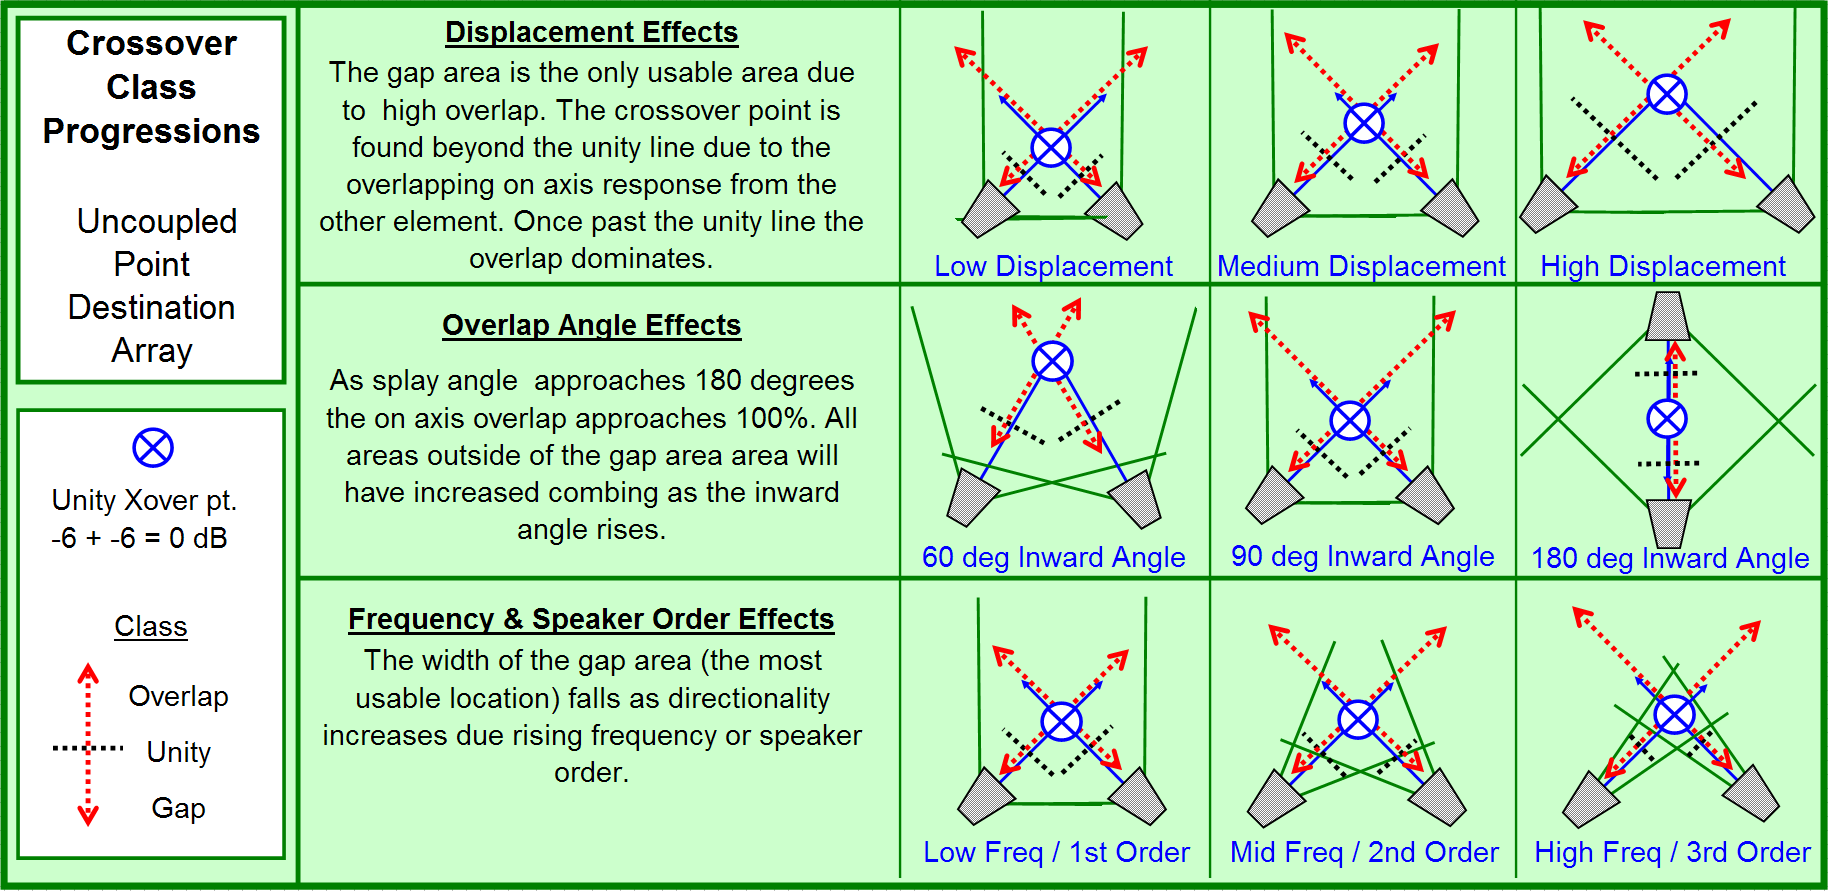 Crossover
Class
Progressions
Uncoupled
Point
Destination
Array
Unity Xover pt.
-6 + -6 = 0 dB
Class
Overlap
Unity
Gap
Displacement Effects
The gap area is the only usable area due
to high overlap. The crossover point is
found beyond the unity line due to the
overlapping on axis response from the
other element. Once past the unity line the
overlap dominates.
Low Displacement
Medium Displacement
High Displacement
Overlap Angle Effects
As splay angle approaches 180 degrees
the on axis overlap approaches 100%. All
areas outside of the gap area area will
have increased combing as the inward
angle rises.
60 deg Inward Angle
90 deg Inward Angle
180 deg Inward Angle
Frequency & Speaker Order Effects
The width of the gap area (the most
usable location) falls as directionality
increases due rising frequency or speaker
order.
Low Freq / 1st Order
Mid Freq / 2nd Order
High Freq / 3rd Order